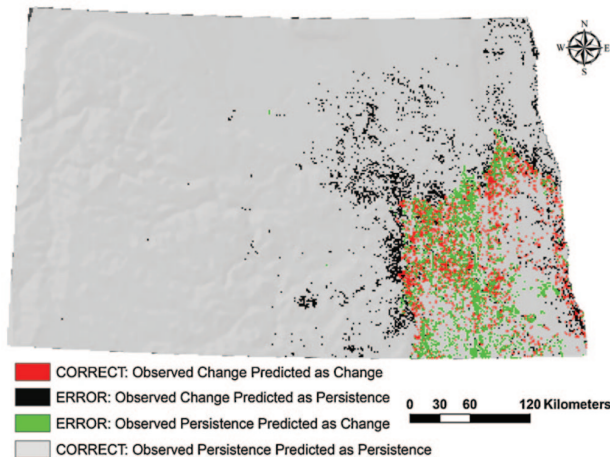 N
W E
S
CORRECT: Observed Change Predicted as Change
ERROR: Observed Change Predicted as Persistence
ERROR: Observed Persistence Predicted as Change
CORRECT: Observed Persistence Predicted as Persistence
0 30 60 120 Kilometers